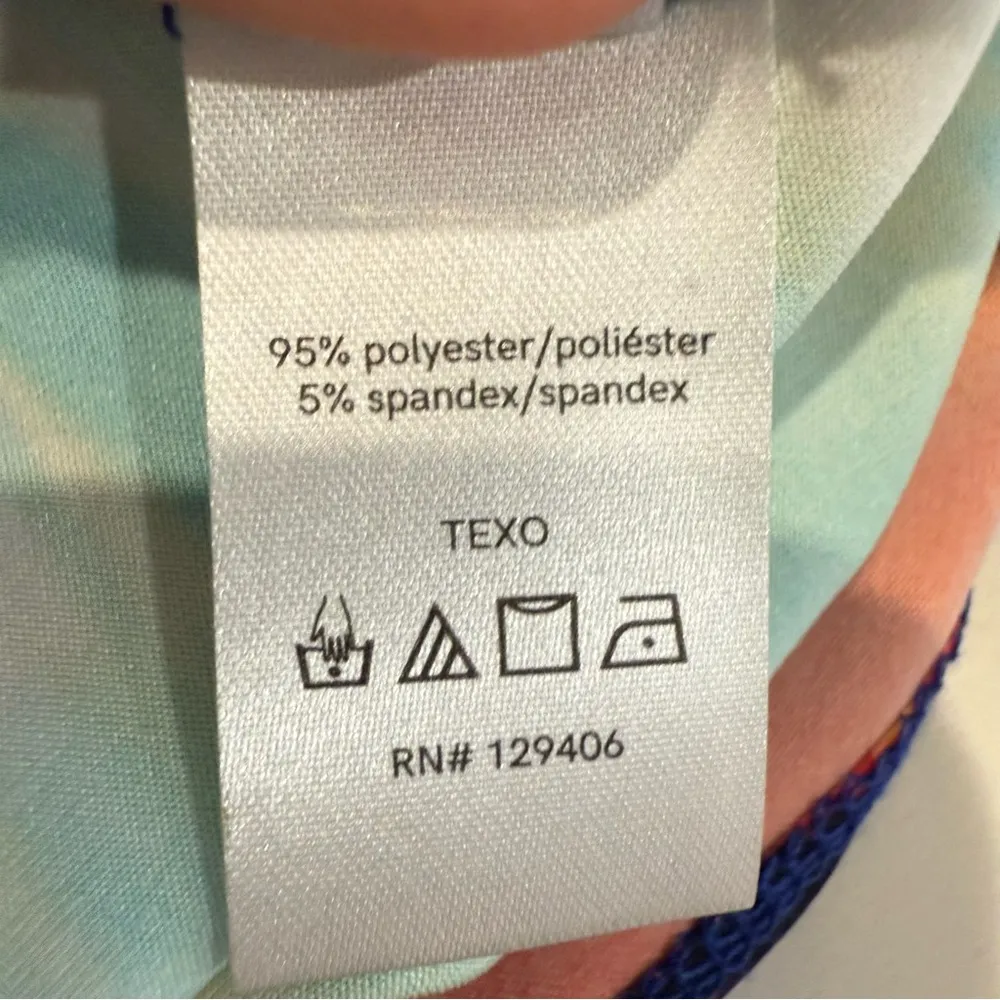 95% polyester/poliéster
5% spandex/spandex
TEXO
RN# 129406